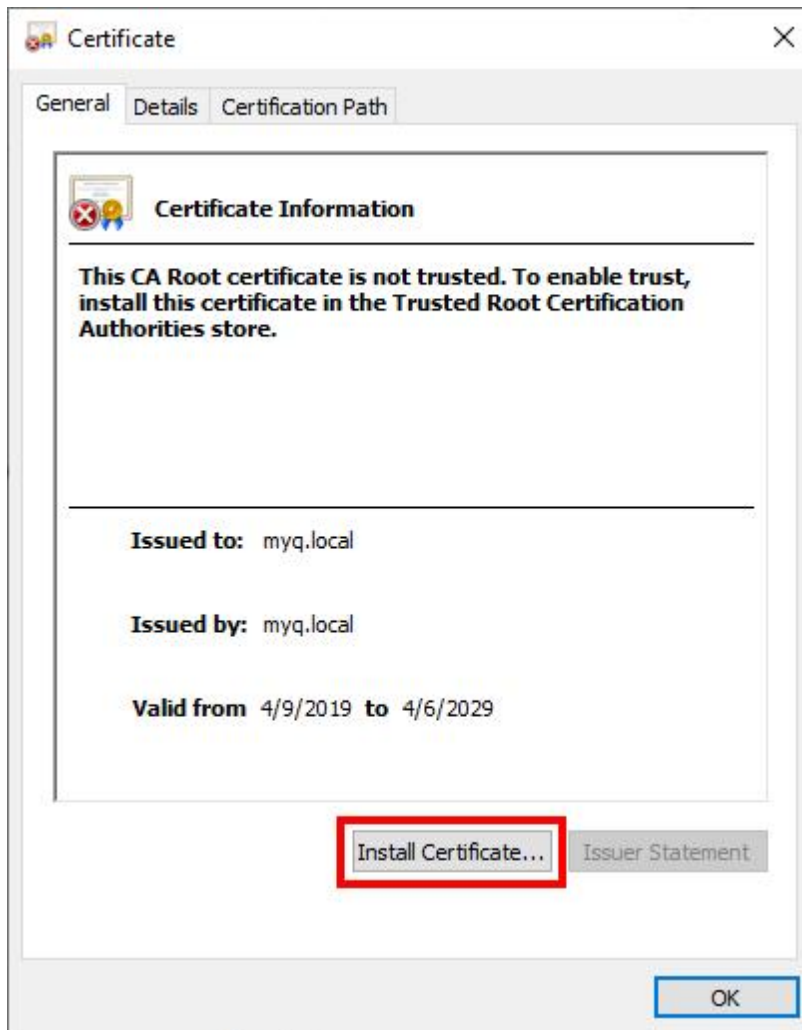 Certificate
General Details Certification Path
Certificate Information
This CA Root certificate is not trusted. To enable trust,
install this certificate in the Trusted Root Certification
Authorities store.
Issued to: myq.local
Issued by: myq.local
Valid from 4/9/2019 to 4/6/2029
Install Certificate... Issuer Statement
OK